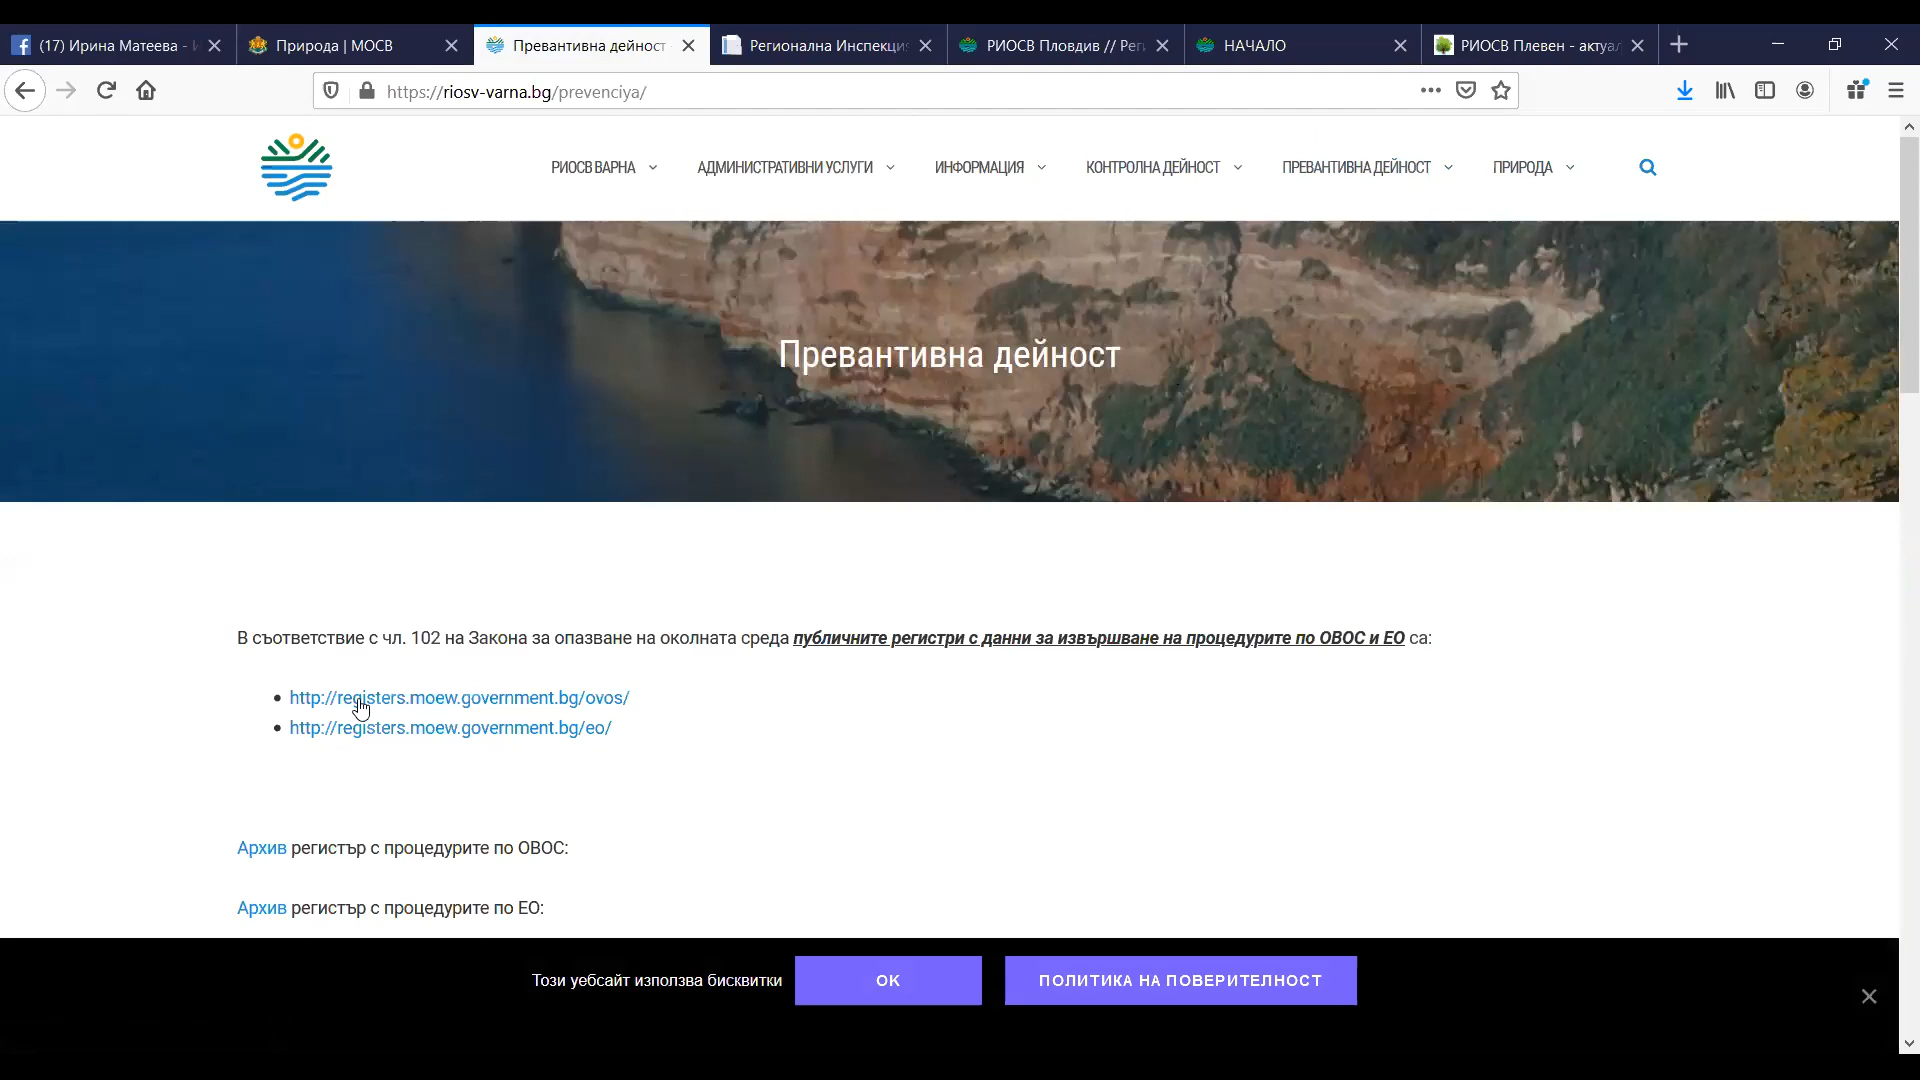 (17) Ирина Матеева -
Природа | МОСВ
Превантивна дейност
Регионална Инспекци
РИОСВ Пловдив // Рег
НАЧАЛО
РИОСВ Плевен - актуал
https://riosv-varna.bg/prevenciya/
РИОСВ ВАРНА
АДМИНИСТРАТИВНИ УСЛУГИ
ИНФОРМАЦИЯ
КОНТРОЛНА ДЕЙНОСТ
ПРЕВАНТИВНА ДЕЙНОСТ
ПРИРОДА
Превантивна дейност
В съответствие с чл. 102 на Закона за опазване на околната среда публичните регистри с данни за извършване на процедурите по ОВОС и ЕО са:
http://registers.moew.government.bg/ovos/
http://registers.moew.government.bg/eo/
Архив регистър с процедурите по ОВОС:
Архив регистър с процедурите по ЕО:
Този уебсайт използва бисквитки
ОК
ПОЛИТИКА НА ПОВЕРИТЕЛНОСТ